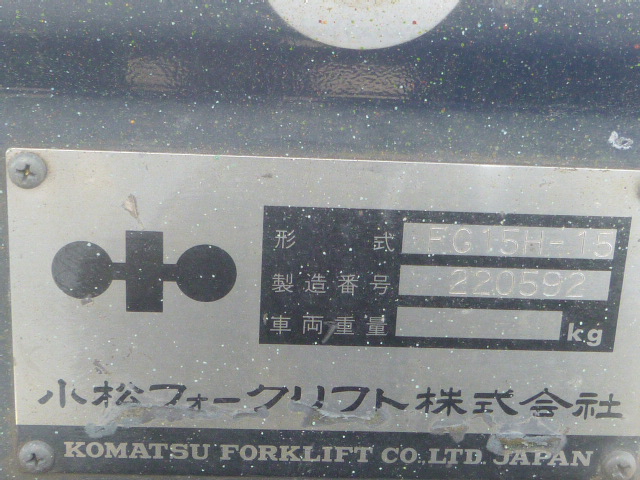 形 式 FG15H-15
製造番号 220592
車両重量 kg
小松フォークリフト株式会社
KOMATSU FORKLIFT CO.,LTD. JAPAN